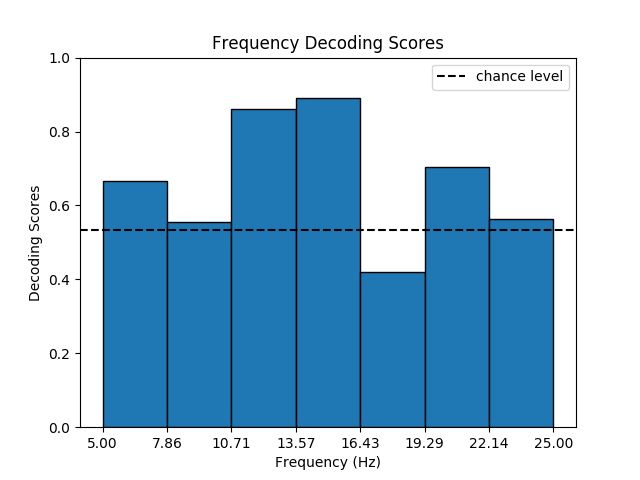 Frequency Decoding Scores
chance level
1.0
0.8
0.6
0.4
0.2
0.0
Decoding Scores
5.00 7.86 10.71 13.57 16.43 19.29 22.14 25.00
Frequency (Hz)